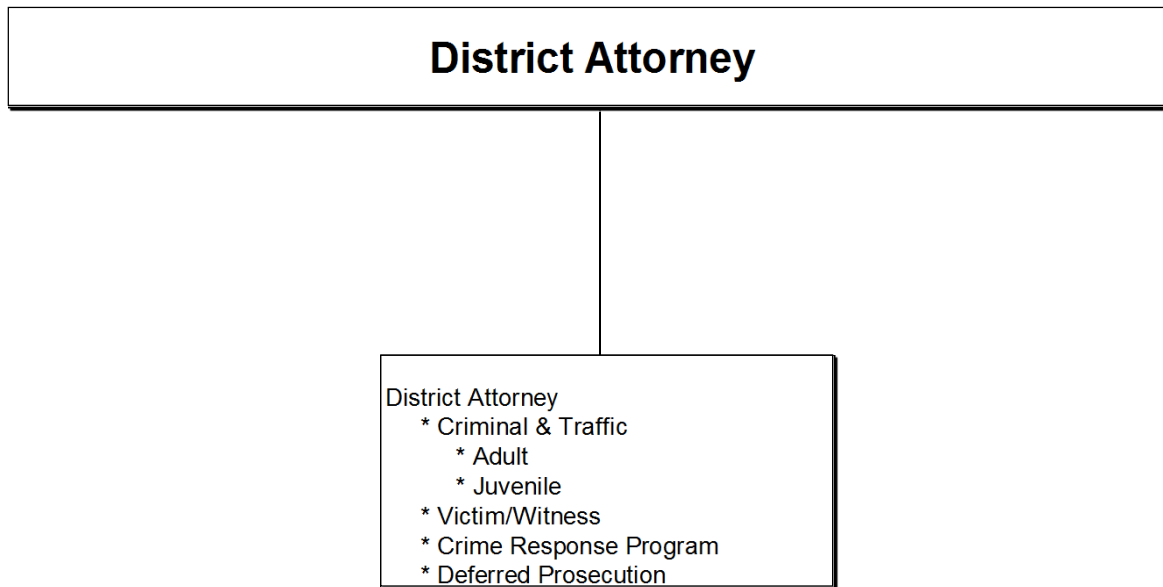 District Attorney
District Attorney
* Criminal & Traffic
* Adult
* Juvenile
* Victim/Witness
* Crime Response Program
* Deferred Prosecution